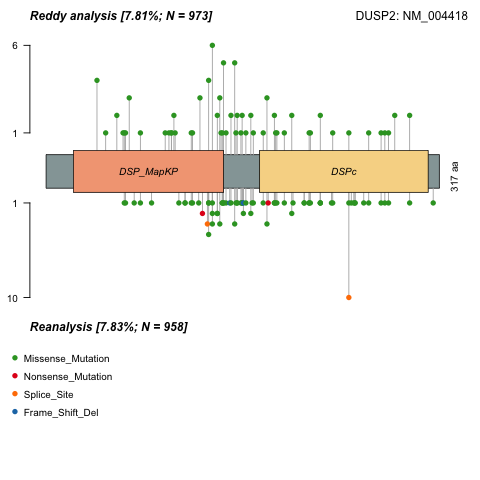 Reddy analysis [7.81%; N = 973]
DUSP2: NM_004418
6
1
DSP_MapKP
DSPc
317 aa
1
10
Reanalysis [7.83%; N = 958]
Missense_Mutation
Nonsense_Mutation
Splice_Site
Frame_Shift_Del